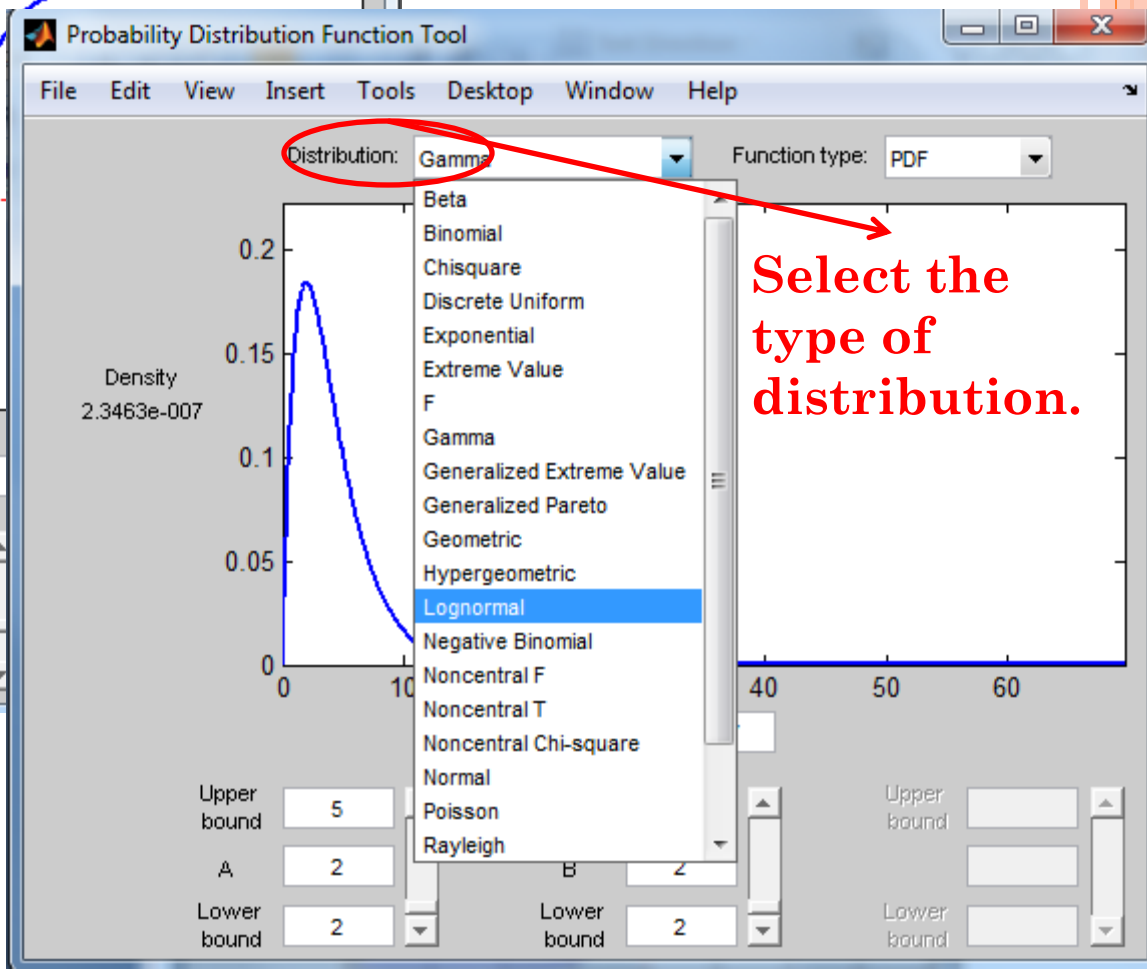 Probability Distribution Function Tool
File Edit View Insert Tools Desktop Window Help
Distribution: Gamma Function type: PDF
Beta
Binomial
Chisquare
Discrete Uniform
Exponential
Extreme Value
F
Gamma
Generalized Extreme Value
Generalized Pareto
Geometric
Hypergeometric
Lognormal
Negative Binomial
Noncentral F
Noncentral T
Noncentral Chi-square
Normal
Poisson
Rayleigh
Select the
type of
distribution.
Density
2.3463e-007
0.2
0.15
0.1
0.05
0
0 10 40 50 60
Upper
bound
5
A
2
Lower
bound
2
B
2
Lower
bound
2
Upper
bound
Lower
bound